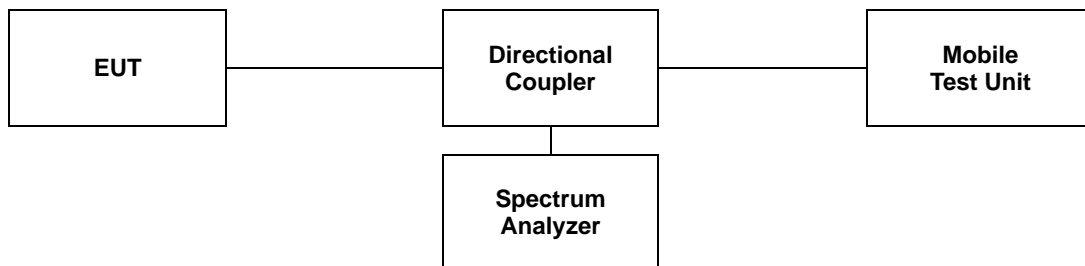 EUT
Directional
Coupler
Mobile
Test Unit
Spectrum
Analyzer